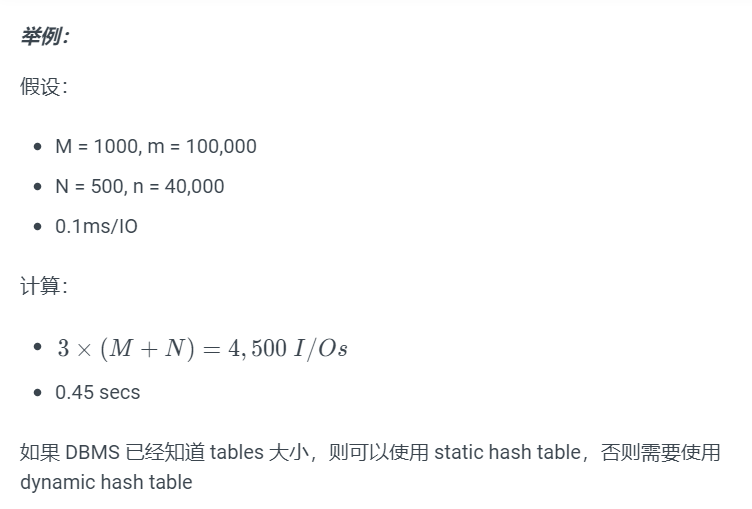 举例：
假设：
M = 1000, m = 100,000
N = 500, n = 40,000
0.1ms/IO
计算：
3 × (M + N) = 4, 500 I/Os
0.45 secs
如果 DBMS 已经知道 tables 大小，则可以使用 static hash table，否则需要使用
dynamic hash table